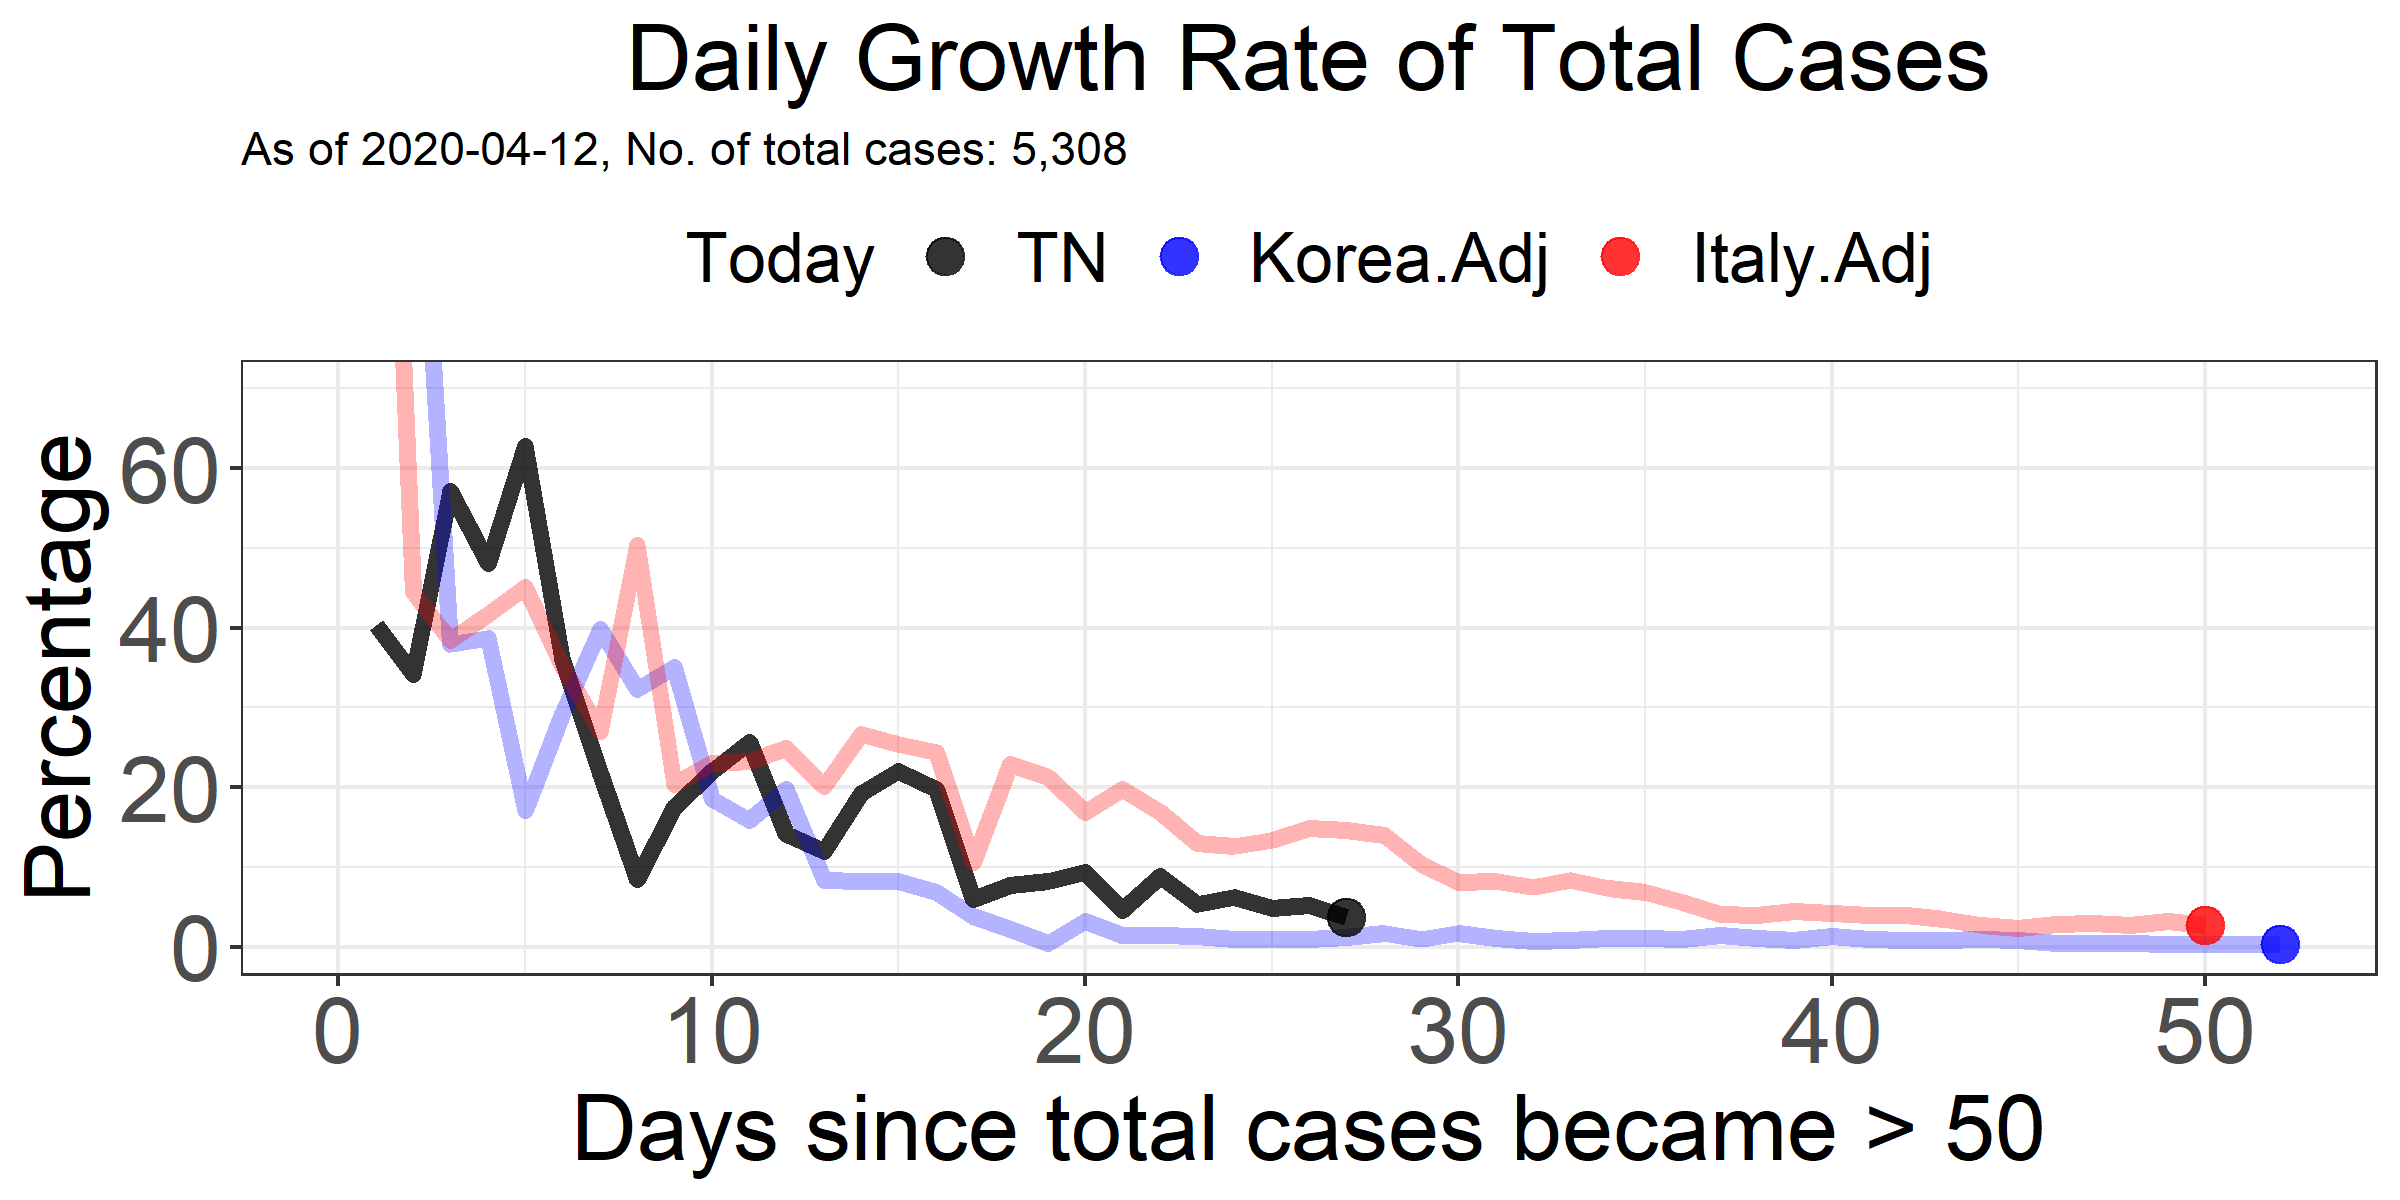 Daily Growth Rate of Total Cases
As of 2020-04-12, No. of total cases: 5,308
Today TN Korea.Adj Italy.Adj
Percentage
60
40
20
0
0 10 20 30 40 50
Days since total cases became > 50